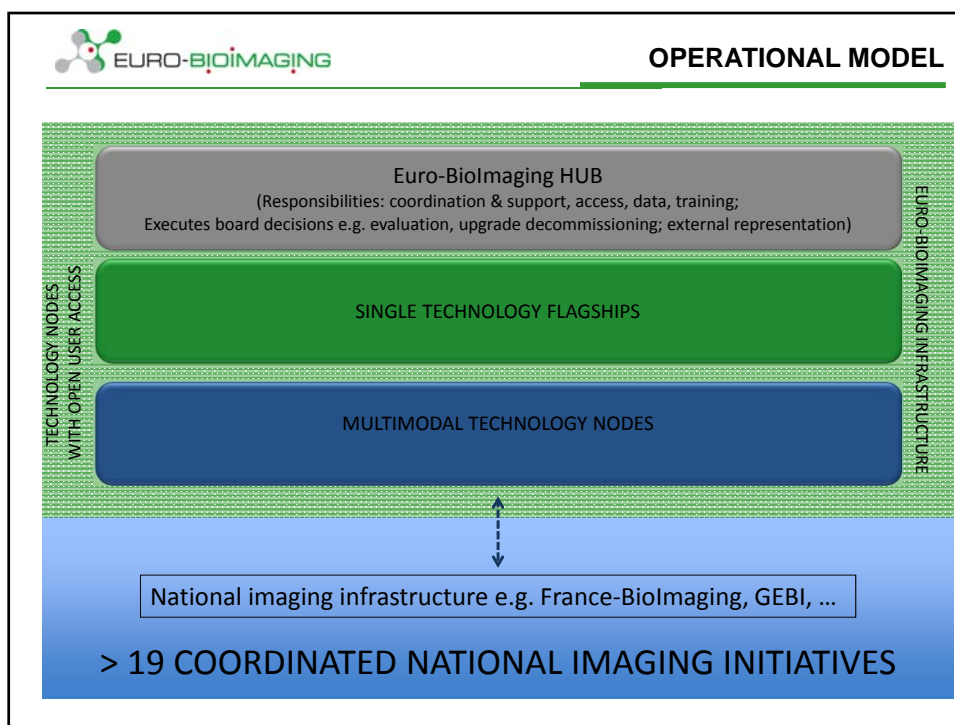 EURO-BIOIMAGING
OPERATIONAL MODEL
Euro-BioImaging HUB
(Responsibilities: coordination & support, access, data, training;
Executes board decisions e.g. evaluation, upgrade decommissioning; external representation)
SINGLE TECHNOLOGY FLAGSHIPS
MULTIMODAL TECHNOLOGY NODES
TECHNOLOGY NODES
WITH OPEN USER ACCESS
EURO-BIOIMAGING INFRASTRUCTURE
National imaging infrastructure e.g. France-BioImaging, GEBI, …
> 19 COORDINATED NATIONAL IMAGING INITIATIVES